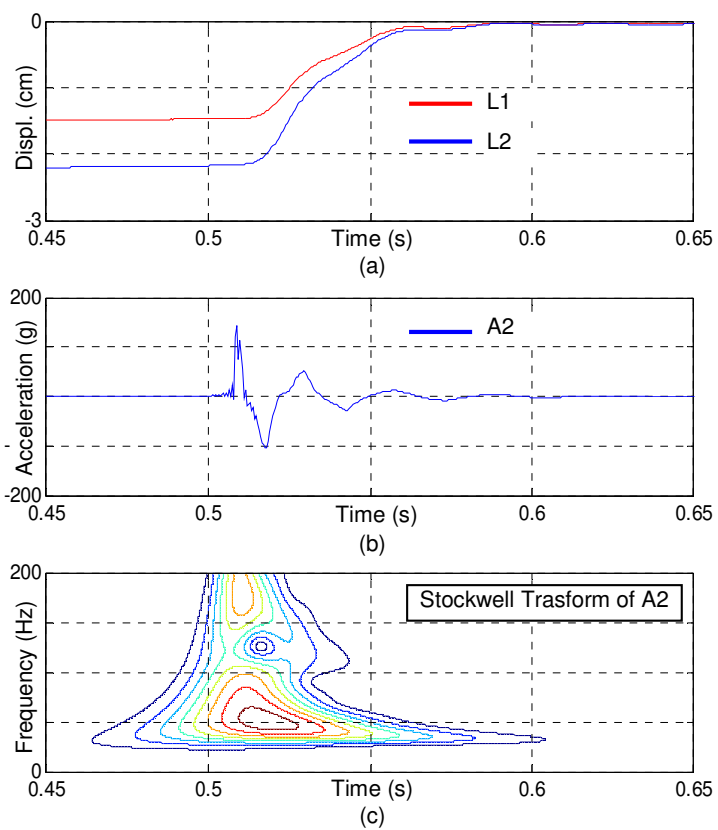 0
Displ. (cm)
L1
L2
-3
0.45
0.5
0.6
0.65
Time (s)
(a)
200
Acceleration (g)
A2
-200
0.45
0.5
0.6
0.65
Time (s)
(b)
200
Stockwell Trasform of A2
Frequency (Hz)
0
0.45
0.5
0.6
0.65
Time (s)
(c)